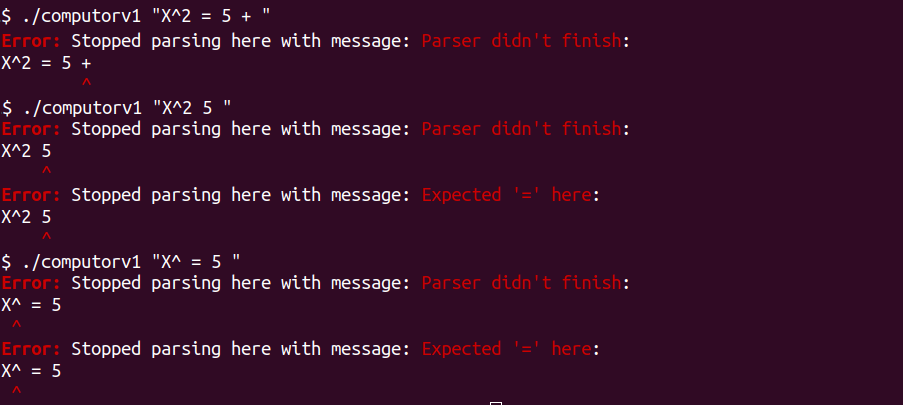 $ ./computorv1 "X^2 = 5 + "
Error: Stopped parsing here with message: Parser didn't finish:
X^2 = 5 +
^
$ ./computorv1 "X^2 5 "
Error: Stopped parsing here with message: Parser didn't finish:
X^2 5
^
Error: Stopped parsing here with message: Expected '=' here:
X^2 5
^
$ ./computorv1 "X^ = 5 "
Error: Stopped parsing here with message: Parser didn't finish:
X^ = 5
^
Error: Stopped parsing here with message: Expected '=' here:
X^ = 5
^